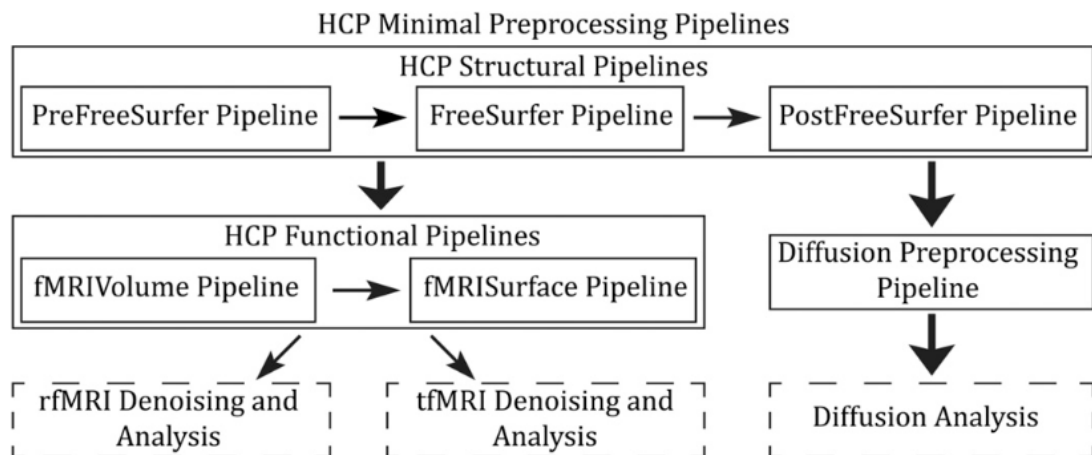 HCP Minimal Preprocessing Pipelines
HCP Structural Pipelines
PreFreeSurfer Pipeline
FreeSurfer Pipeline
PostFreeSurfer Pipeline
HCP Functional Pipelines
fMRIVolume Pipeline
fMRISurface Pipeline
Diffusion Preprocessing
Pipeline
rfMRI Denoising and
Analysis
tfMRI Denoising and
Analysis
Diffusion Analysis